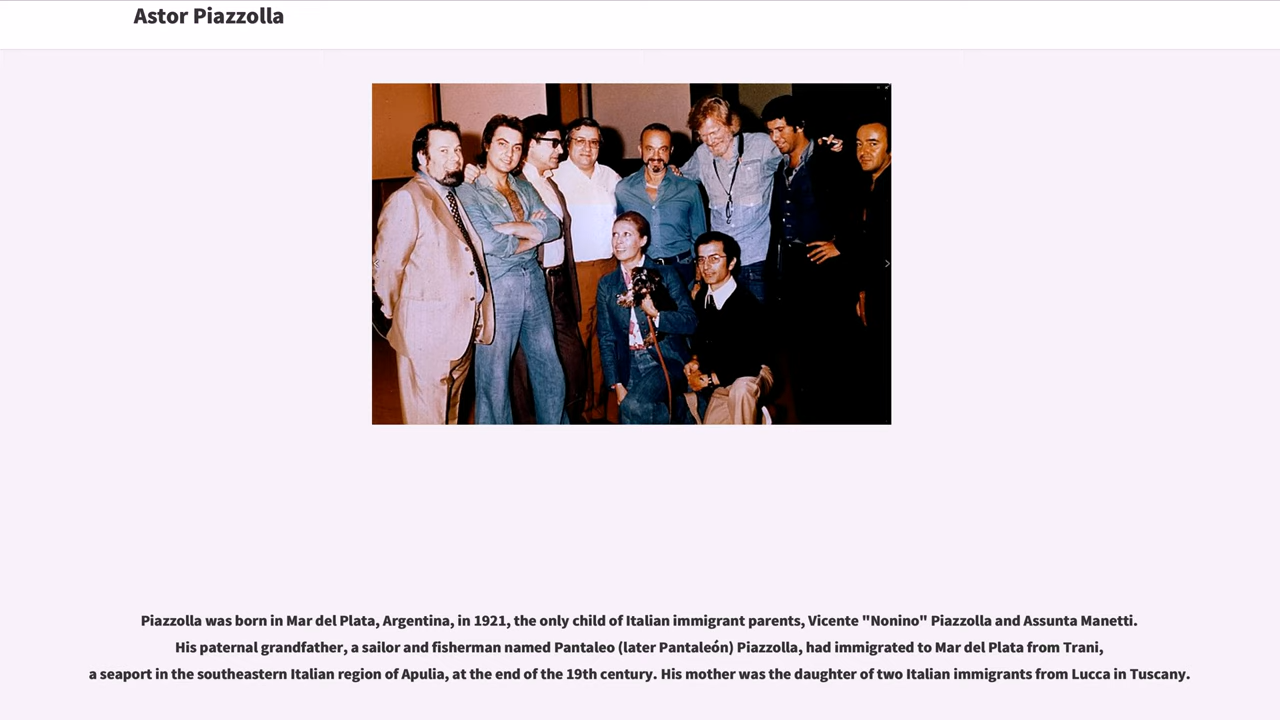 Astor Piazzolla
Piazzolla was born in Mar del Plata, Argentina, in 1921, the only child of Italian immigrant parents, Vicente "Nonino" Piazzolla and Assunta Manetti.
His paternal grandfather, a sailor and fisherman named Pantaleo (later Pantaleón) Piazzolla, had immigrated to Mar del Plata from Trani,
a seaport in the southeastern Italian region of Apulia, at the end of the 19th century. His mother was the daughter of two Italian immigrants from Lucca in Tuscany.